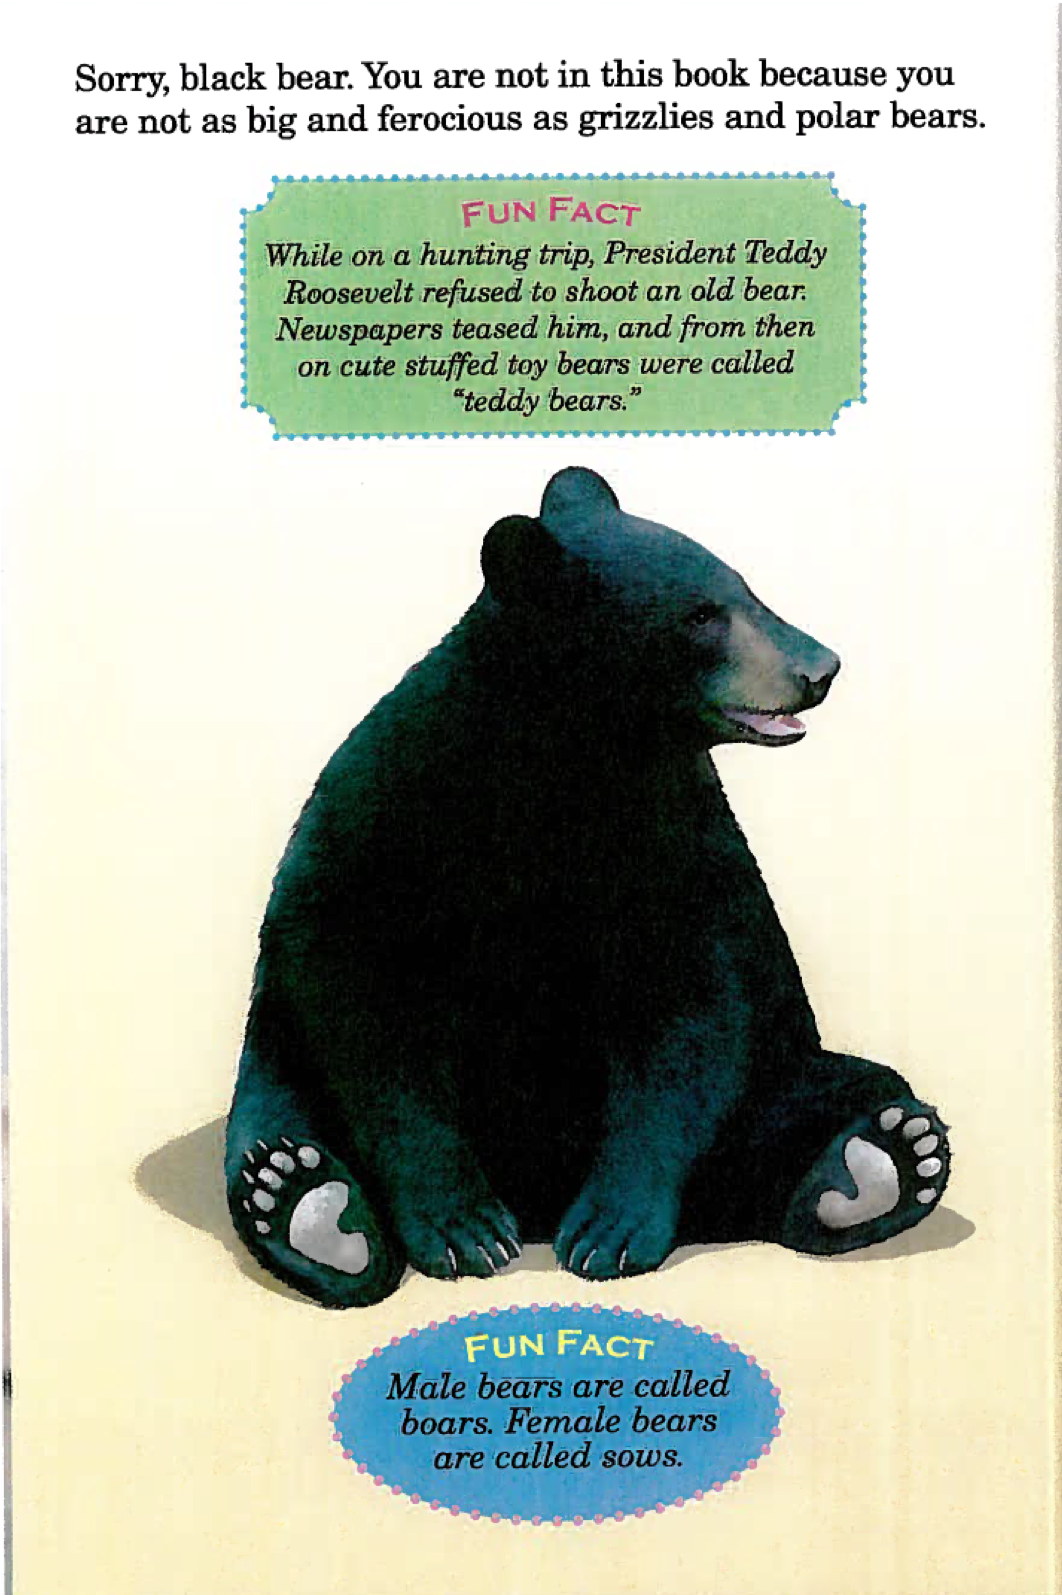 Sorry, black bear. You are not in this book because you
are not as big and ferocious as grizzlies and polar bears.
FUN FACT
While on a hunting trip, President Teddy
Roosevelt refused to shoot an old bear.
Newspapers teased him, and from then
on cute stuffed toy bears were called
“teddy bears.”
FUN FACT
Male bears are called
boars. Female bears
are called sows.